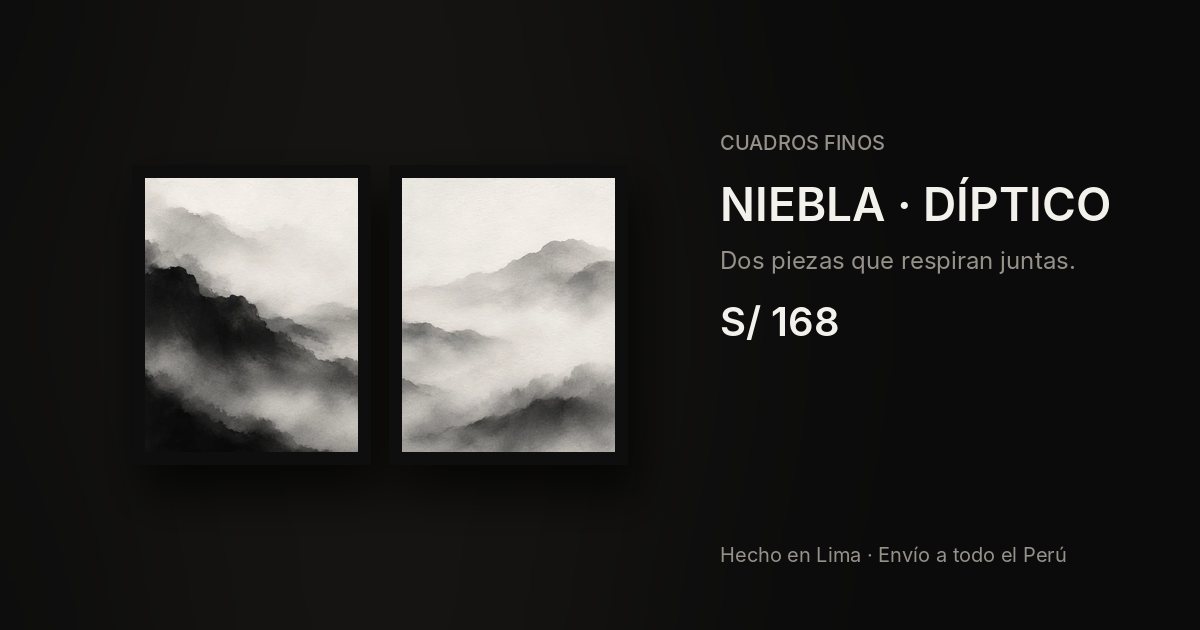 CUADROS FINOS
NIEBLA · DÍPTICO
Dos piezas que respiran juntas.
S/ 168
Hecho en Lima · Envío a todo el Perú